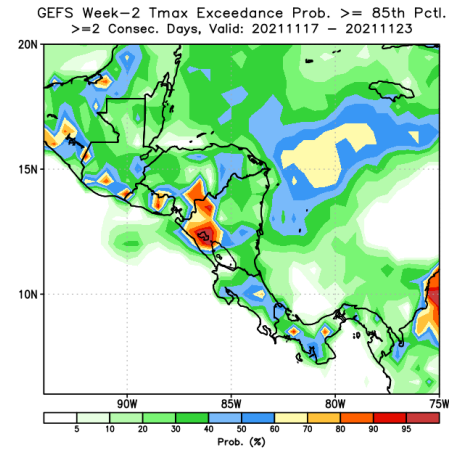 GEFS Week-2 Tmax Exceedance Prob. >= 85th Pctl.
>=2 Consec. Days, Valid: 20211117 - 20211123
20N
15N
10N
90W 85W 80W 75W
5 10 20 30 40 50 60 70 80 90 95
Prob. (%)